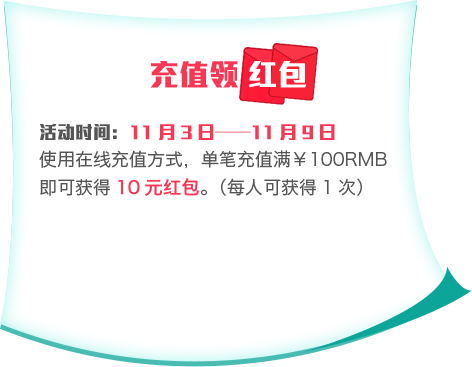 充值领红包
活动时间：11月3日——11月9日
使用在线充值方式，单笔充值满￥100RMB
即可获得 10 元红包。（每人可获得 1 次）